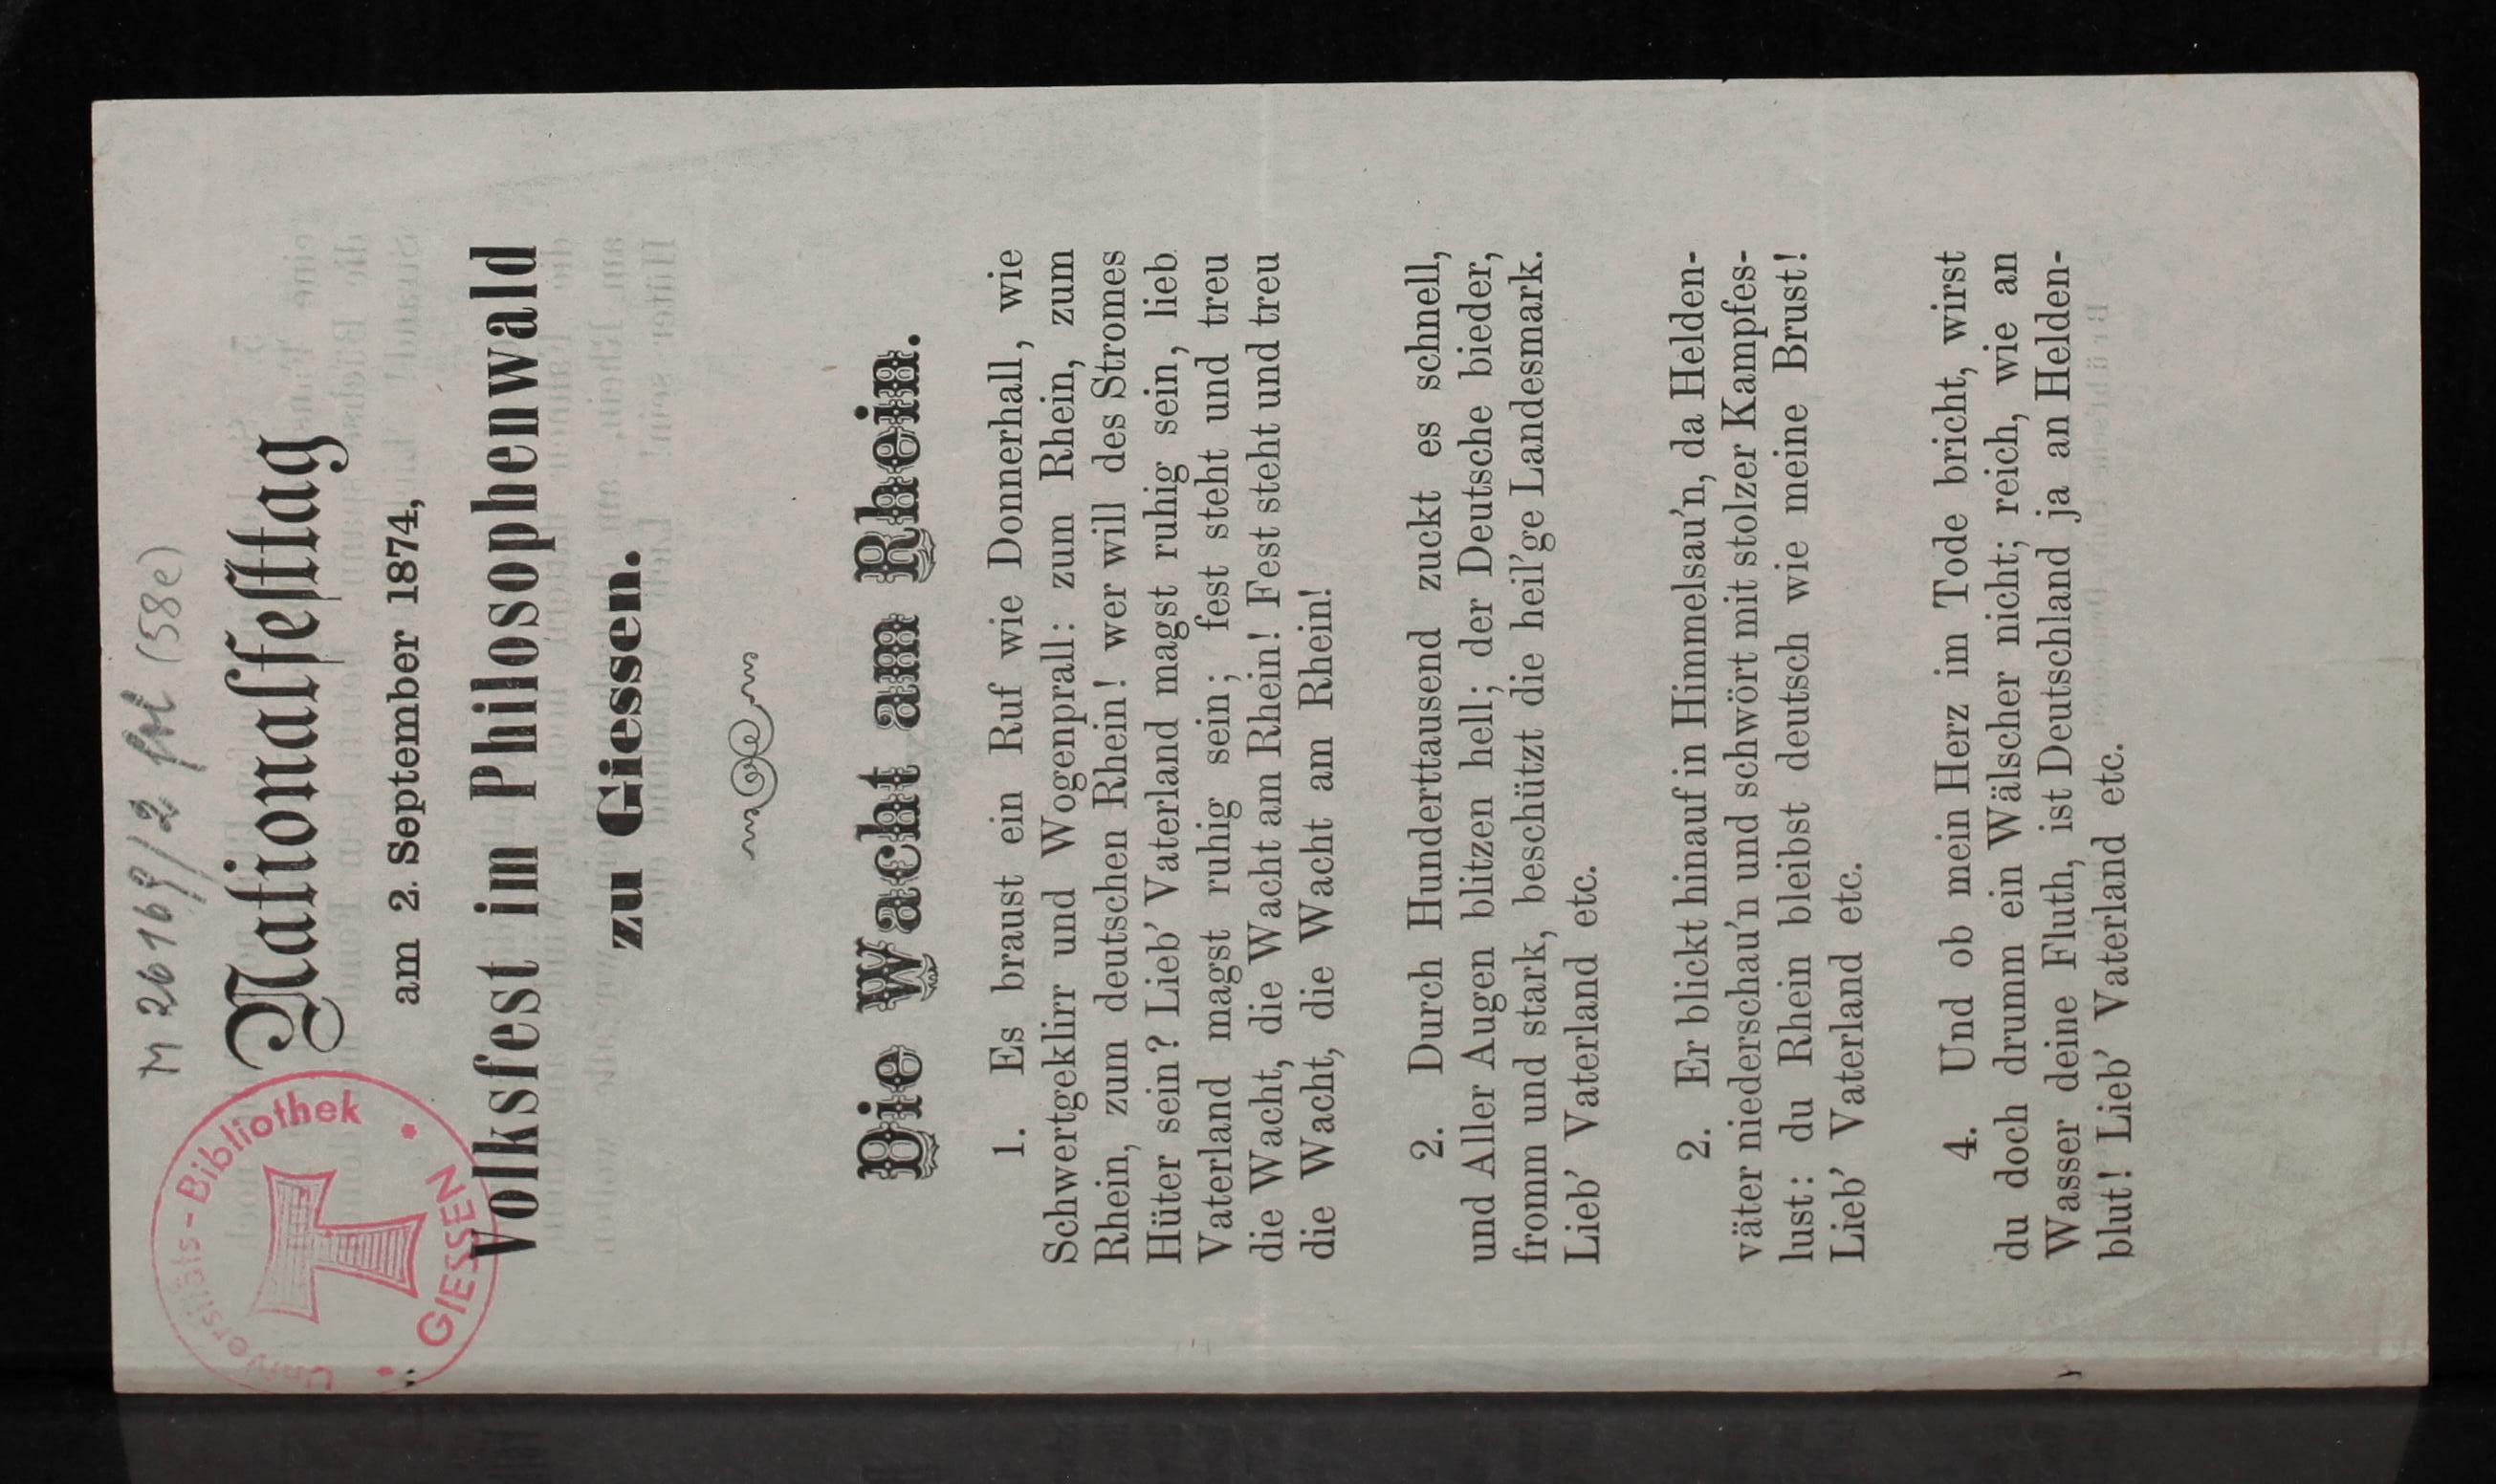 M 26169/2 fol (58e)
Universitäts-Bibliothek
GIESSEN
Nationalfesttag
am 2. September 1874,
Volksfest im Philosophenwald
zu Giessen.
Die Wacht am Rhein.
1. Es braust ein Ruf wie Donnerhall, wie
Schwertgeklirr und Wogenprall: zum Rhein, zum
Rhein, zum deutschen Rhein! wer will des Stromes
Hüter sein? Lieb' Vaterland magst ruhig sein, lieb
Vaterland magst ruhig sein; fest steht und treu
die Wacht, die Wacht am Rhein! Fest steht und treu
die Wacht, die Wacht am Rhein!
2. Durch Hunderttausend zuckt es schnell,
und Aller Augen blitzen hell; der Deutsche bieder,
fromm und stark, beschützt die heil'ge Landesmark.
Lieb' Vaterland etc.
2. Er blickt hinauf in Himmelsau'n, da Helden-
väter niederschau'n und schwört mit stolzer Kampfes-
lust: du Rhein bleibst deutsch wie meine Brust!
Lieb' Vaterland etc.
4. Und ob mein Herz im Tode bricht, wirst
du doch drumm ein Wälscher nicht; reich, wie an
Wasser deine Fluth, ist Deutschland ja an Helden-
blut! Lieb' Vaterland etc.